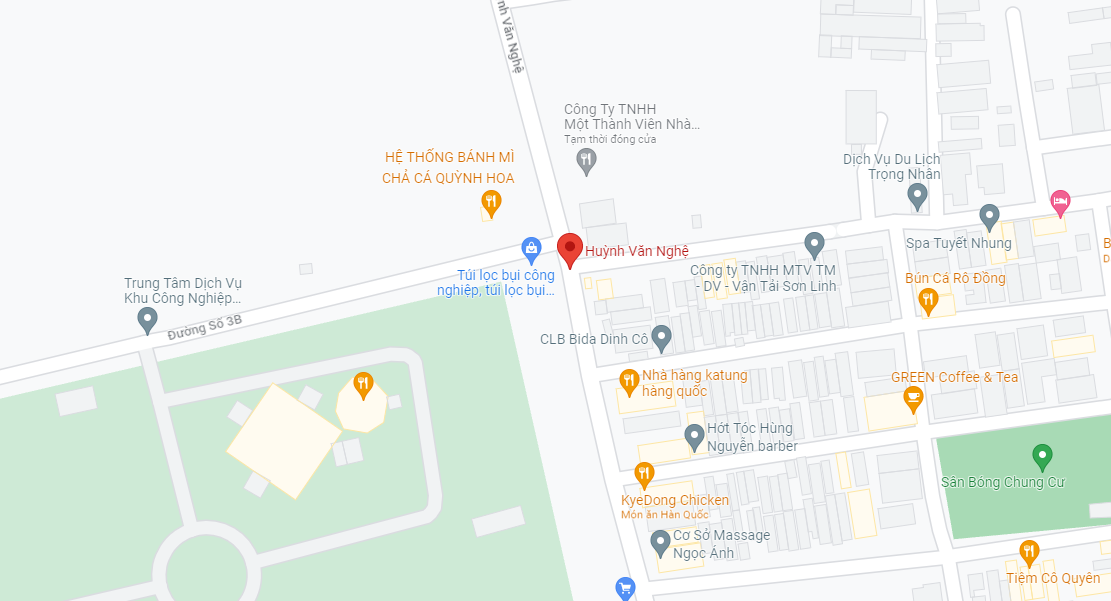 nh Văn Nghệ
Công Ty TNHH
Một Thành Viên Nhà...
Tạm thời đóng cửa
HỆ THỐNG BÁNH MÌ
CHẢ CÁ QUỲNH HOA
Dịch Vụ Du Lịch
Trọng Nhân
Huỳnh Văn Nghệ
Spa Tuyết Nhung
Túi lọc bụi công
nghiệp, túi lọc bụi...
Công ty TNHH MTV TM
- DV - Vận Tải Sơn Linh
Bún Cá Rô Đồng
Trung Tâm Dịch Vụ
Khu Công Nghiệp...
Đường Số 3B
CLB Bida Dinh Cô
Nhà hàng katung
hàng quốc
GREEN Coffee & Tea
Hớt Tóc Hùng
Nguyễn barber
Sân Bóng Chung Cư
KyeDong Chicken
Món ăn Hàn Quốc
Cơ Sở Massage
Ngọc Ánh
Tiệm Cô Quyên